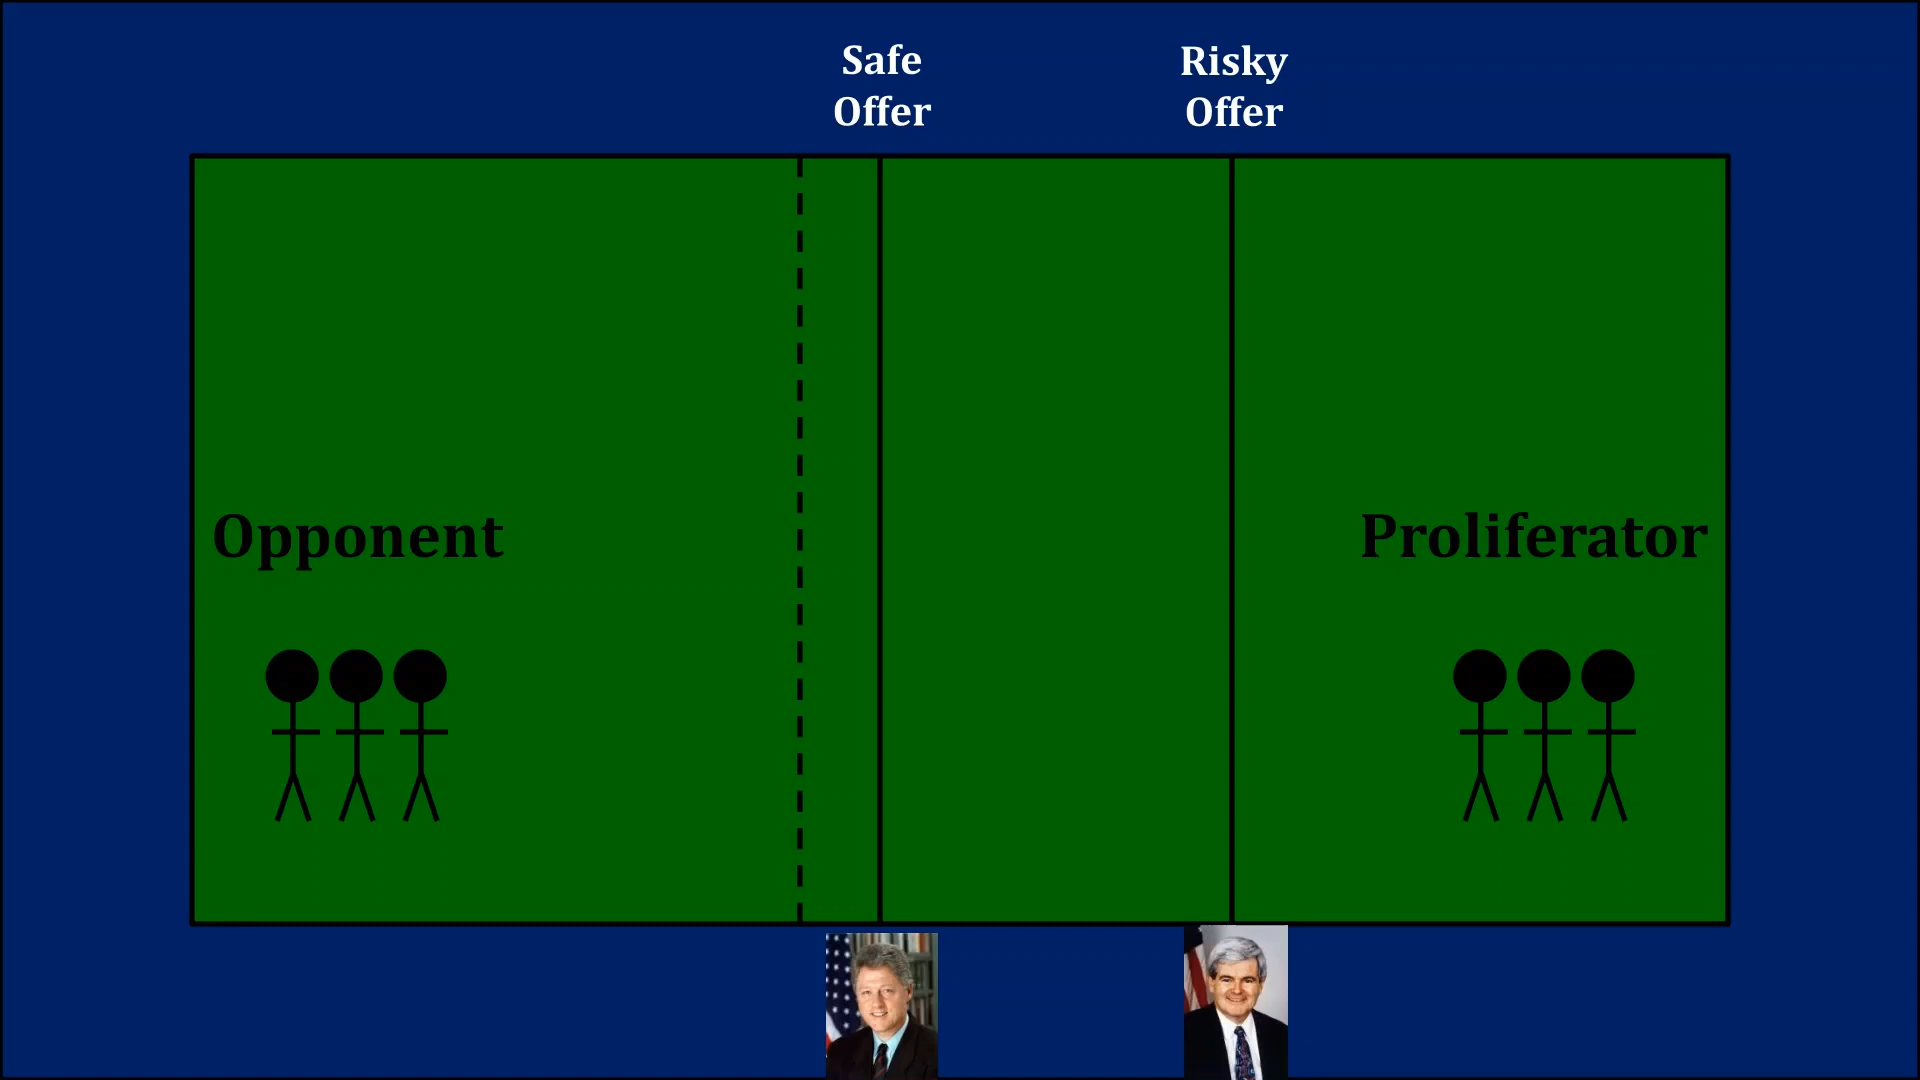 Safe
Offer
Risky
Offer
Opponent
Proliferator